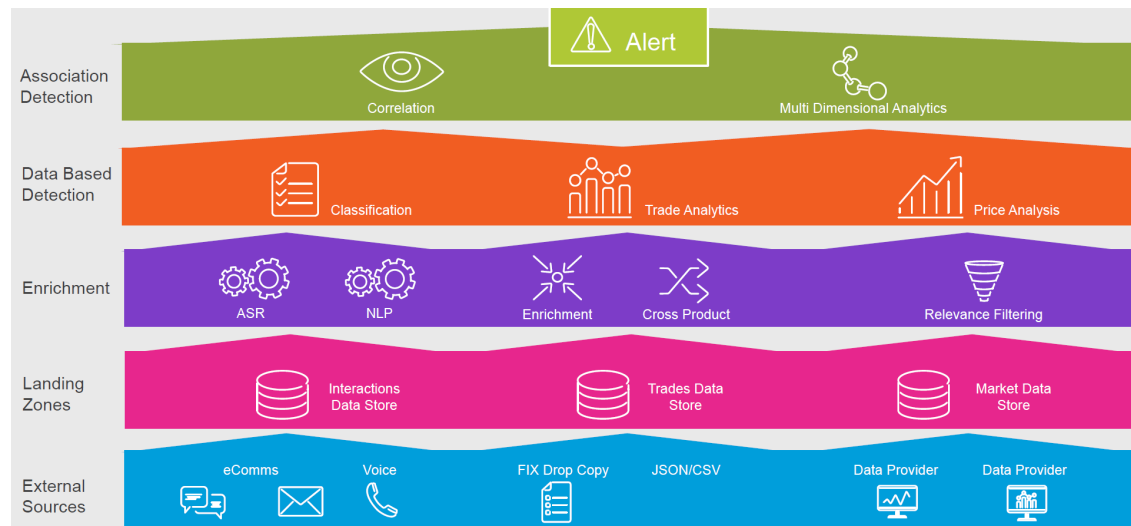 Alert
Association
Detection
Correlation
Multi Dimensional Analytics
Data Based
Detection
Classification
Trade Analytics
Price Analysis
Enrichment
ASR
NLP
Enrichment
Cross Product
Relevance Filtering
Landing
Zones
Interactions
Data Store
Trades Data
Store
Market Data
Store
External
Sources
eComms
Voice
FIX Drop Copy
JSON/CSV
Data Provider
Data Provider